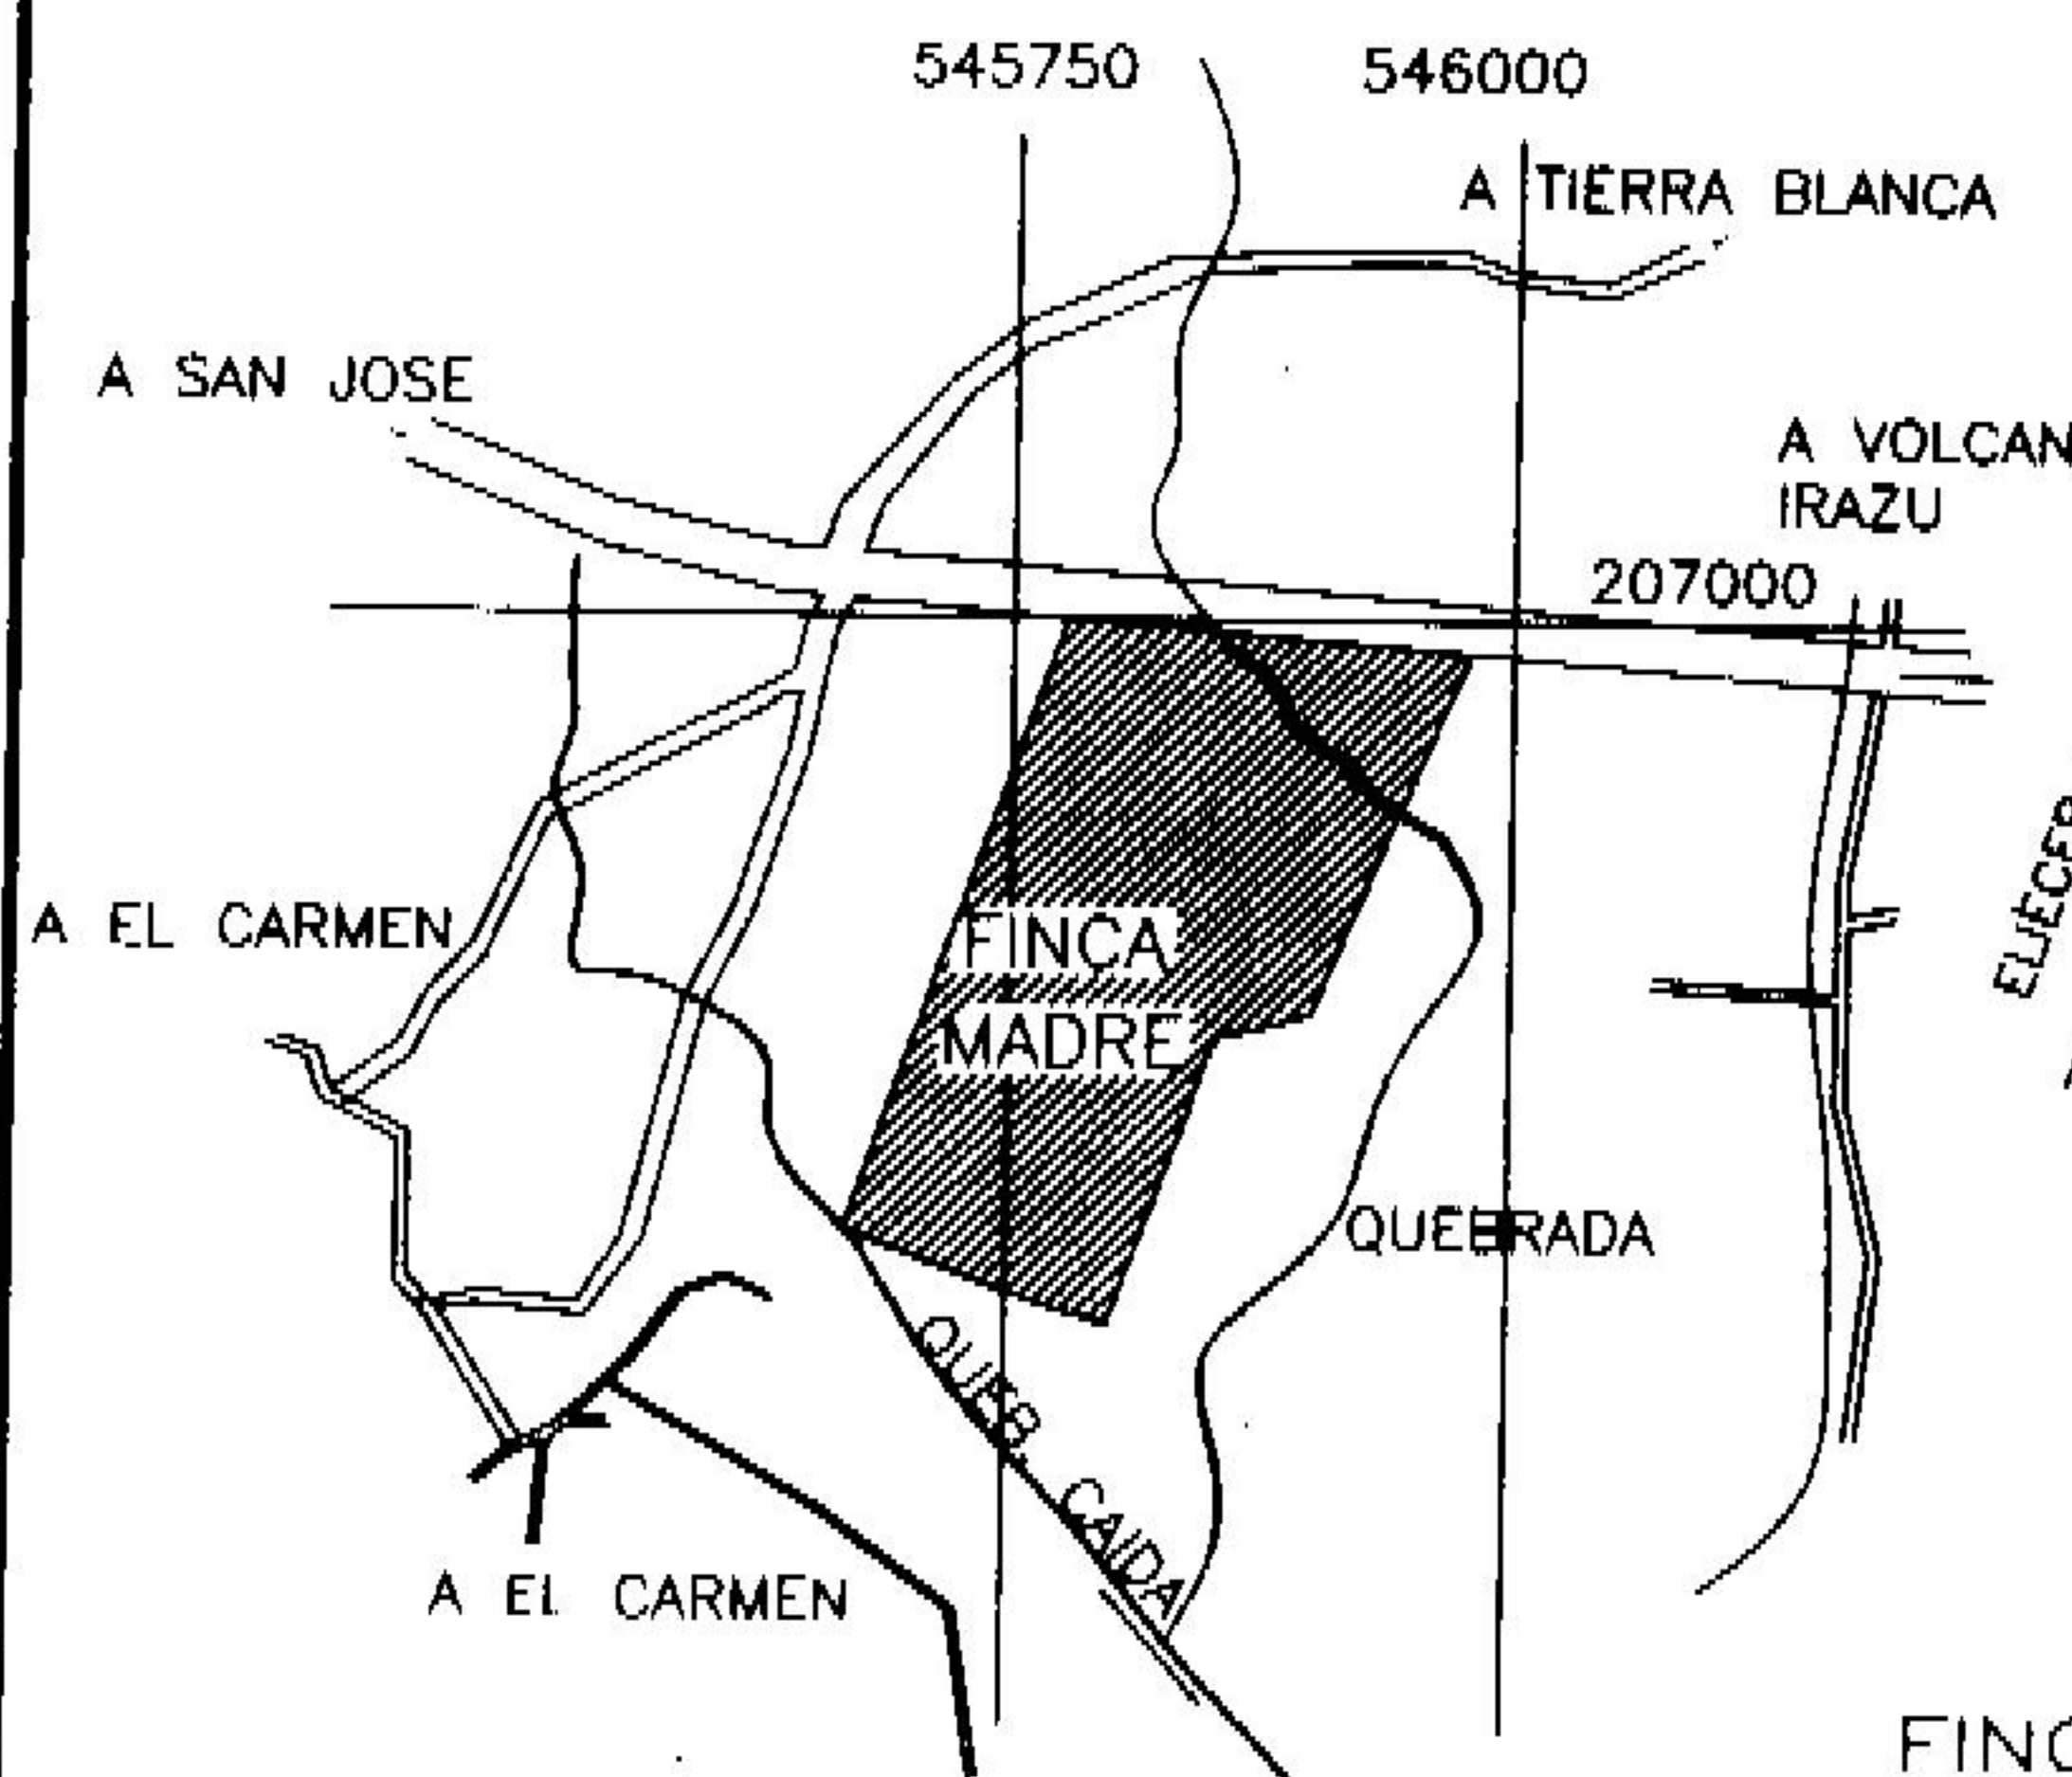 545750
546000
A TIERRA BLANCA
A SAN JOSE
A VOLCAN
IRAZU
207000
A EL CARMEN
FINCA
MADRE
QUEBRADA
QUEB.
CAIDA
A EL CARMEN